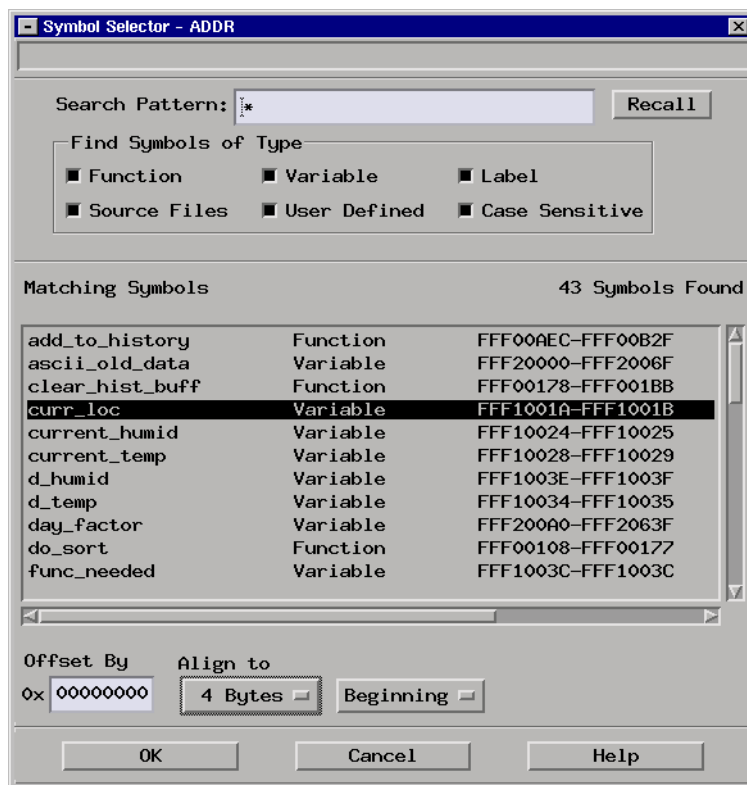 Symbol Selector - ADDR
Search Pattern: *
Recall
Find Symbols of Type
Function Variable Label
Source Files User Defined Case Sensitive
Matching Symbols 43 Symbols Found
add_to_history Function FFF00AEC-FFF00B2F
ascii_old_data Variable FFF20000-FFF2006F
clear_hist_buff Function FFF00178-FFF001BB
curr_loc Variable FFF1001A-FFF1001B
current_humid Variable FFF10024-FFF10025
current_temp Variable FFF10028-FFF10029
d_humid Variable FFF1003E-FFF1003F
d_temp Variable FFF10034-FFF10035
day_factor Variable FFF200A0-FFF2063F
do_sort Function FFF00108-FFF00177
func_needed Variable FFF1003C-FFF1003C
Offset By Align to
0x 00000000 4 Bytes Beginning
OK Cancel Help